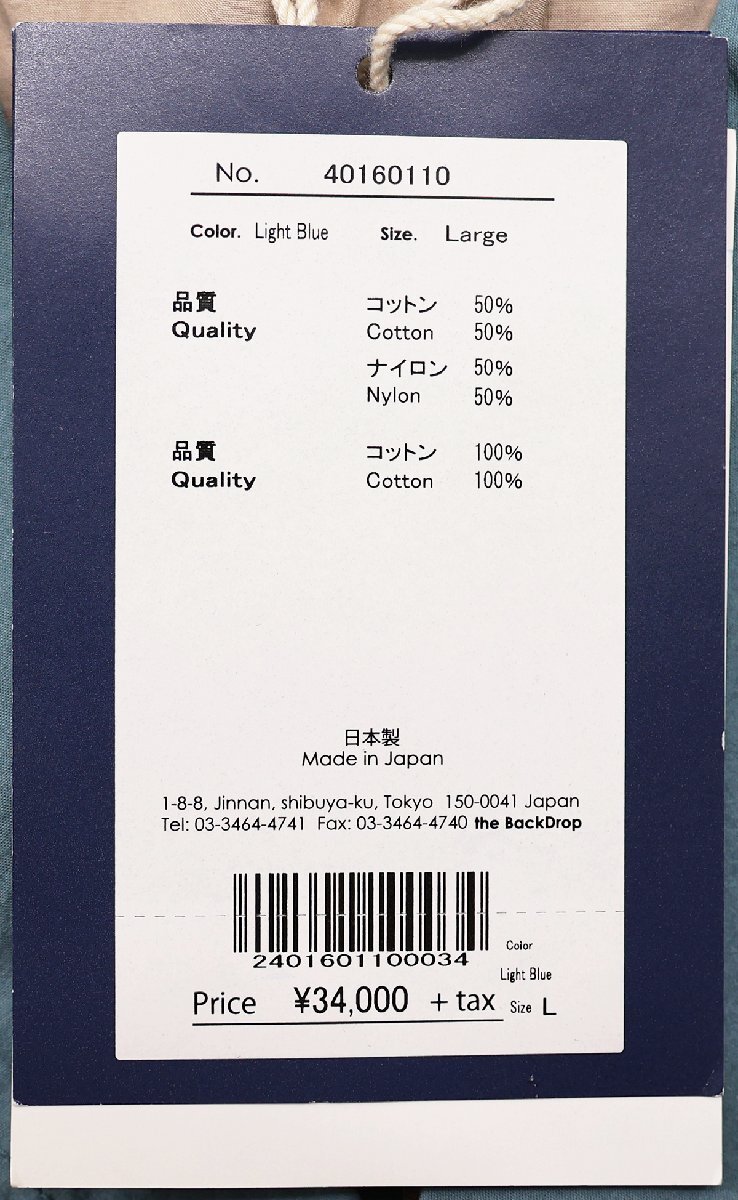 No. 40160110
Color. Light Blue Size. Large
品質 コットン 50%
Quality Cotton 50%
ナイロン 50%
Nylon 50%
品質 コットン 100%
Quality Cotton 100%
日本製
Made in Japan
1-8-8, Jinnan, shibuya-ku, Tokyo 150-0041 Japan
Tel: 03-3464-4741 Fax: 03-3464-4740 the BackDrop
2401601100034
Color
Light Blue
Price ¥34,000 + tax Size L